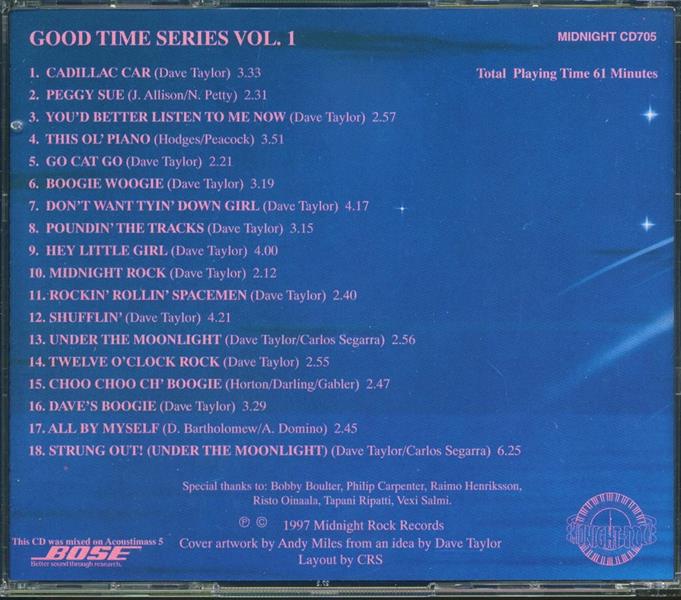 GOOD TIME SERIES VOL. 1
MIDNIGHT CD705
Total Playing Time 61 Minutes
1. CADILLAC CAR (Dave Taylor) 3.33
2. PEGGY SUE (J. Allison/N. Petty) 2.31
3. YOU'D BETTER LISTEN TO ME NOW (Dave Taylor) 2.57
4. THIS OL' PIANO (Hodges/Peacock) 3.51
5. GO CAT GO (Dave Taylor) 2.21
6. BOOGIE WOOGIE (Dave Taylor) 3.19
7. DON'T WANT TYIN' DOWN GIRL (Dave Taylor) 4.17
8. POUNDIN' THE TRACKS (Dave Taylor) 3.15
9. HEY LITTLE GIRL (Dave Taylor) 4.00
10. MIDNIGHT ROCK (Dave Taylor) 2.12
11. ROCKIN' ROLLIN' SPACEMEN (Dave Taylor) 2.40
12. SHUFFLIN' (Dave Taylor) 4.21
13. UNDER THE MOONLIGHT (Dave Taylor/Carlos Segarra) 2.56
14. TWELVE O'CLOCK ROCK (Dave Taylor) 2.55
15. CHOO CHOO CH' BOOGIE (Horton/Darling/Gabler) 2.47
16. DAVE'S BOOGIE (Dave Taylor) 3.29
17. ALL BY MYSELF (D. Bartholomew/A. Domino) 2.45
18. STRUNG OUT! (UNDER THE MOONLIGHT) (Dave Taylor/Carlos Segarra) 6.25
Special thanks to: Bobby Boulter, Philip Carpenter, Raimo Henriksson,
Risto Oinaala, Tapani Ripatti, Vexi Salmi.
℗ © 1997 Midnight Rock Records
Cover artwork by Andy Miles from an idea by Dave Taylor
Layout by CRS
This CD was mixed on Acoustimass 5
BOSE
Better sound through research.
MIDNIGHT ROCK